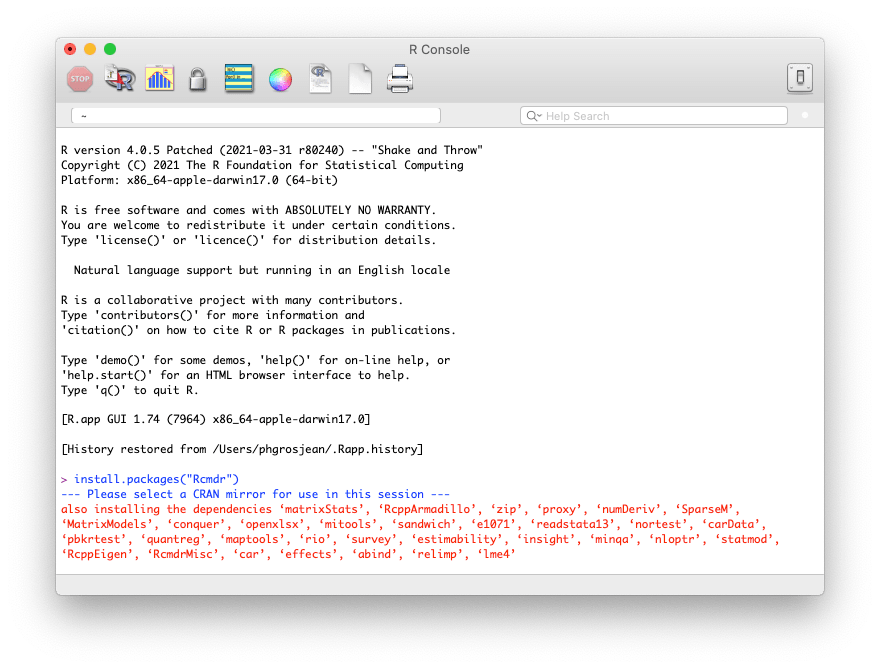 R Console
STOP
R
~
Help Search
R version 4.0.5 Patched (2021-03-31 r80240) -- "Shake and Throw"
Copyright (C) 2021 The R Foundation for Statistical Computing
Platform: x86_64-apple-darwin17.0 (64-bit)
R is free software and comes with ABSOLUTELY NO WARRANTY.
You are welcome to redistribute it under certain conditions.
Type 'license()' or 'licence()' for distribution details.
Natural language support but running in an English locale
R is a collaborative project with many contributors.
Type 'contributors()' for more information and
'citation()' on how to cite R or R packages in publications.
Type 'demo()' for some demos, 'help()' for on-line help, or
'help.start()' for an HTML browser interface to help.
Type 'q()' to quit R.
[R.app GUI 1.74 (7964) x86_64-apple-darwin17.0]
[History restored from /Users/phgrosjean/.Rapp.history]
> install.packages("Rcmdr")
--- Please select a CRAN mirror for use in this session ---
also installing the dependencies ‘matrixStats’, ‘RcppArmadillo’, ‘zip’, ‘proxy’, ‘numDeriv’, ‘SparseM’,
‘MatrixModels’, ‘conquer’, ‘openxlsx’, ‘mitools’, ‘sandwich’, ‘e1071’, ‘readstata13’, ‘nortest’, ‘carData’,
‘pbkrtest’, ‘quantreg’, ‘maptools’, ‘rio’, ‘survey’, ‘estimability’, ‘insight’, ‘minqa’, ‘nloptr’, ‘statmod’,
‘RcppEigen’, ‘RcmdrMisc’, ‘car’, ‘effects’, ‘abind’, ‘relimp’, ‘lme4’